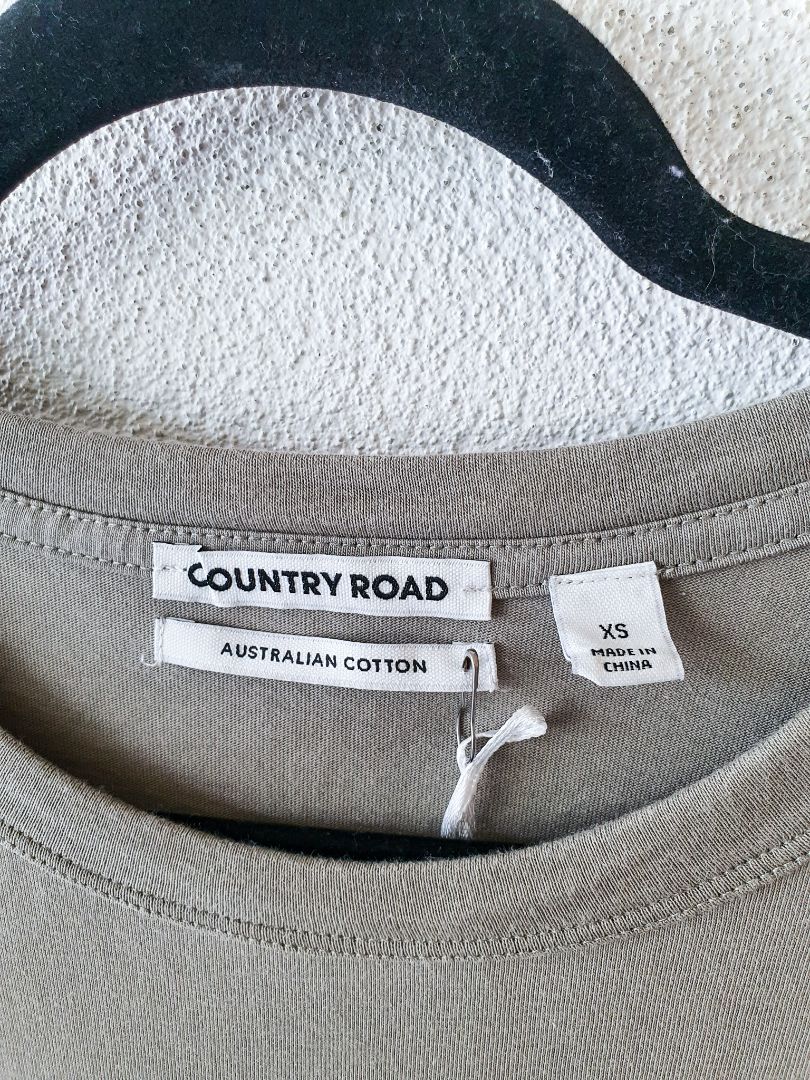 COUNTRY ROAD
AUSTRALIAN COTTON
XS
MADE IN
CHINA